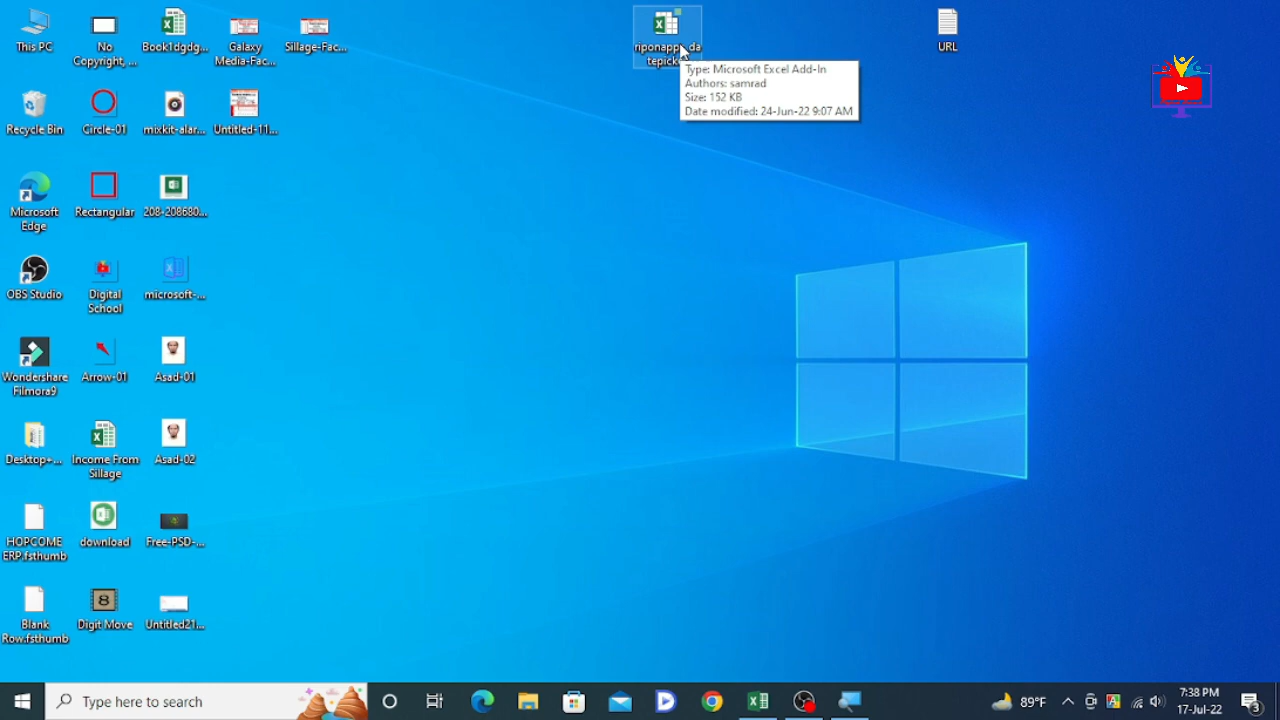 This PC
No
Copyright, ...
Book1dgdg...
Galaxy
Media-Fac...
Sillage-Fac...
URL
Type: Microsoft Excel Add-In
Authors: samrad
Size: 152 KB
Date modified: 24-Jun-22 9:07 AM
Recycle Bin
Circle-01
mixkit-alar...
Untitled-11...
Microsoft
Edge
Rectangular
208-208680...
OBS Studio
Digital
School
microsoft-...
Wondershare
Filmora9
Arrow-01
Asad-01
Desktop+...
Income From
Sillage
Asad-02
HOPCOME
ERP.fsthumb
download
Free-PSD-...
Blank
Row.fsthumb
8
Digit Move
Untitled21...
Type here to search
89°F
7:38 PM
17-Jul-22
3